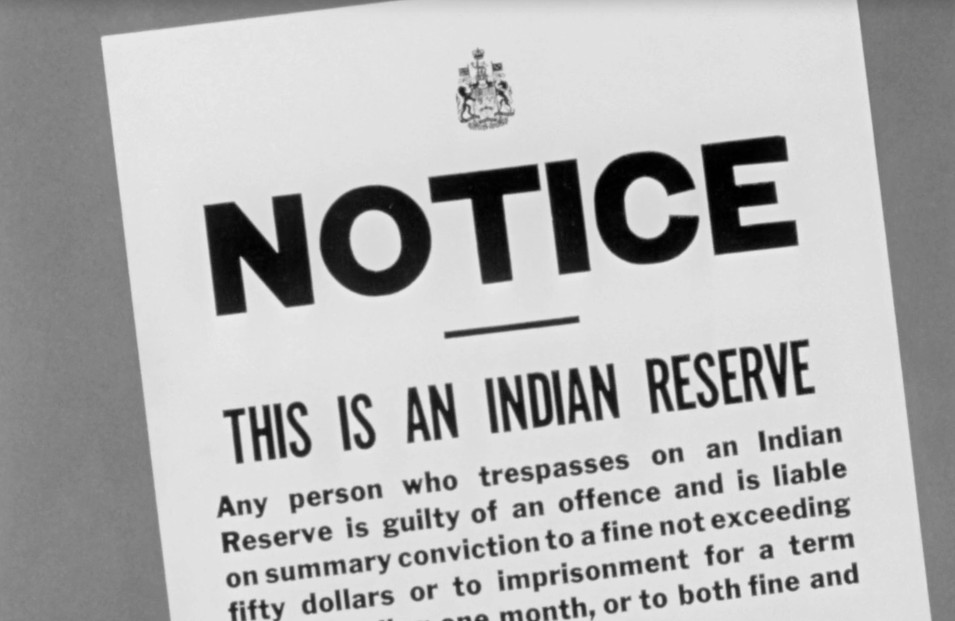 NOTICE
THIS IS AN INDIAN RESERVE
Any person who trespasses on an Indian
Reserve is guilty of an offence and is liable
on summary conviction to a fine not exceeding
fifty dollars or to imprisonment for a term
one month, or to both fine and